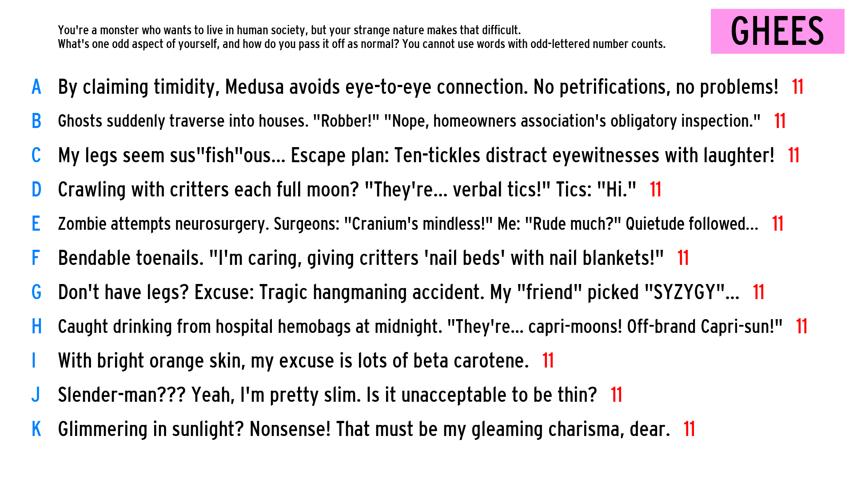 You're a monster who wants to live in human society, but your strange nature makes that difficult.
What's one odd aspect of yourself, and how do you pass it off as normal? You cannot use words with odd-lettered number counts.
GHEES
A By claiming timidity, Medusa avoids eye-to-eye connection. No petrifications, no problems! 11
B Ghosts suddenly traverse into houses. "Robber!" "Nope, homeowners association's obligatory inspection." 11
C My legs seem sus"fish"ous... Escape plan: Ten-tickles distract eyewitnesses with laughter! 11
D Crawling with critters each full moon? "They're... verbal tics!" Tics: "Hi." 11
E Zombie attempts neurosurgery. Surgeons: "Cranium's mindless!" Me: "Rude much?" Quietude followed... 11
F Bendable toenails. "I'm caring, giving critters 'nail beds' with nail blankets!" 11
G Don't have legs? Excuse: Tragic hangmaning accident. My "friend" picked "SYZYGY"... 11
H Caught drinking from hospital hemobags at midnight. "They're... capri-moons! Off-brand Capri-sun!" 11
I With bright orange skin, my excuse is lots of beta carotene. 11
J Slender-man??? Yeah, I'm pretty slim. Is it unacceptable to be thin? 11
K Glimmering in sunlight? Nonsense! That must be my gleaming charisma, dear. 11